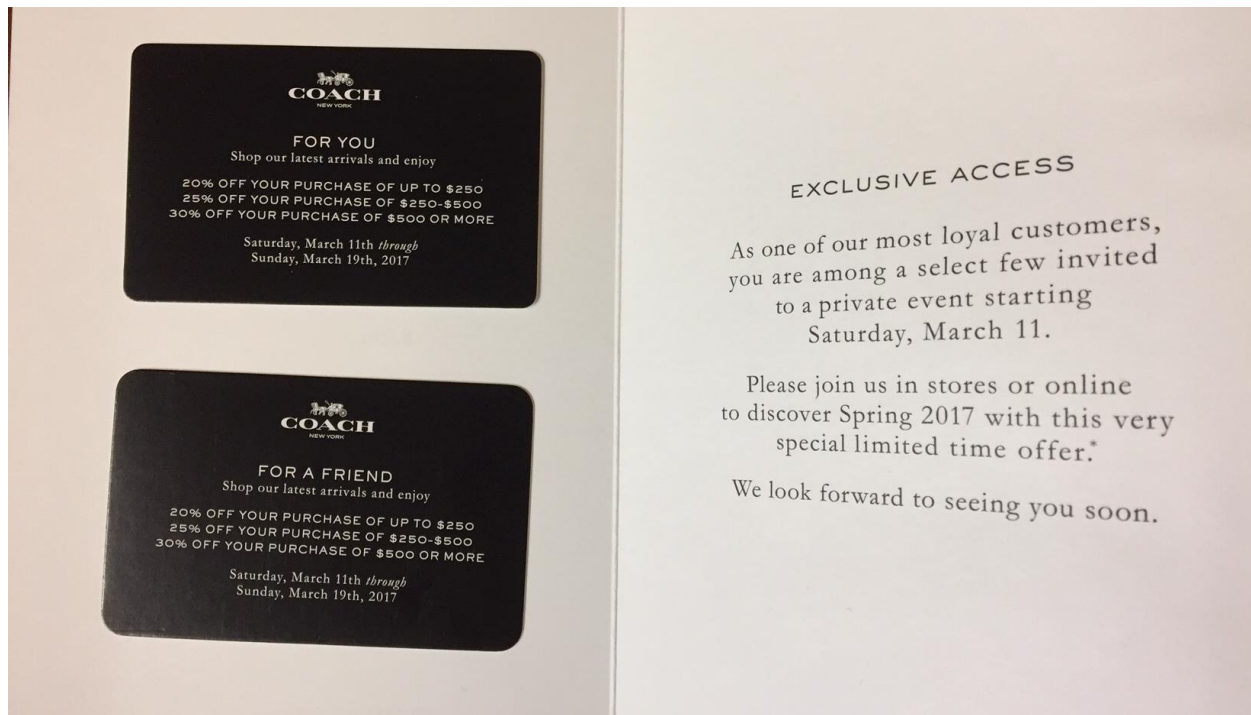 COACH
NEW YORK
FOR YOU
Shop our latest arrivals and enjoy
20% OFF YOUR PURCHASE OF UP TO $250
25% OFF YOUR PURCHASE OF $250-$500
30% OFF YOUR PURCHASE OF $500 OR MORE
Saturday, March 11th through
Sunday, March 19th, 2017
COACH
NEW YORK
FOR A FRIEND
Shop our latest arrivals and enjoy
20% OFF YOUR PURCHASE OF UP TO $250
25% OFF YOUR PURCHASE OF $250-$500
30% OFF YOUR PURCHASE OF $500 OR MORE
Saturday, March 11th through
Sunday, March 19th, 2017
EXCLUSIVE ACCESS
As one of our most loyal customers,
you are among a select few invited
to a private event starting
Saturday, March 11.
Please join us in stores or online
to discover Spring 2017 with this very
special limited time offer.*
We look forward to seeing you soon.